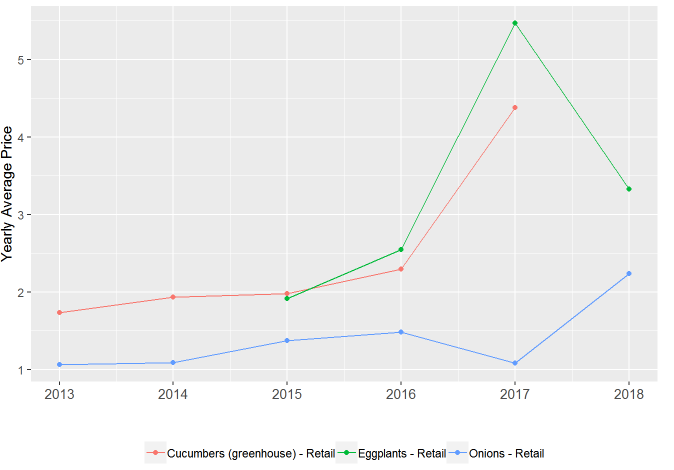 Yearly Average Price
5
4
3
2
1
2013 2014 2015 2016 2017 2018
Cucumbers (greenhouse) - Retail Eggplants - Retail Onions - Retail